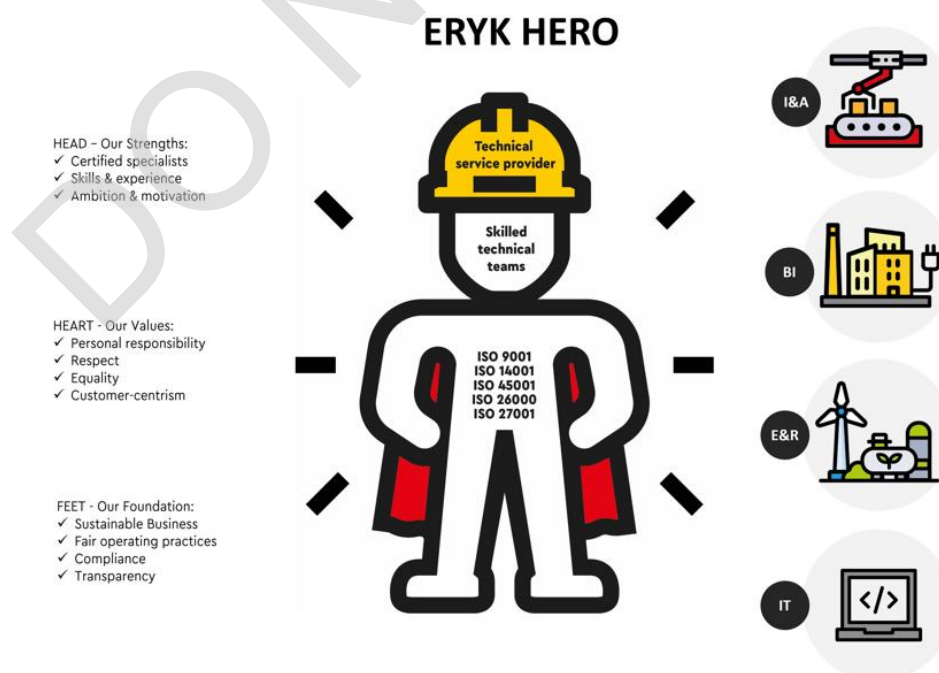 ERYK HERO
HEAD – Our Strengths:
✓ Certified specialists
✓ Skills & experience
✓ Ambition & motivation
HEART - Our Values:
✓ Personal responsibility
✓ Respect
✓ Equality
✓ Customer-centrism
FEET - Our Foundation:
✓ Sustainable Business
✓ Fair operating practices
✓ Compliance
✓ Transparency
Technical
service provider
Skilled
technical
teams
ISO 9001
ISO 14001
ISO 45001
ISO 26000
ISO 27001
I&A
BI
E&R
IT
</>
DON